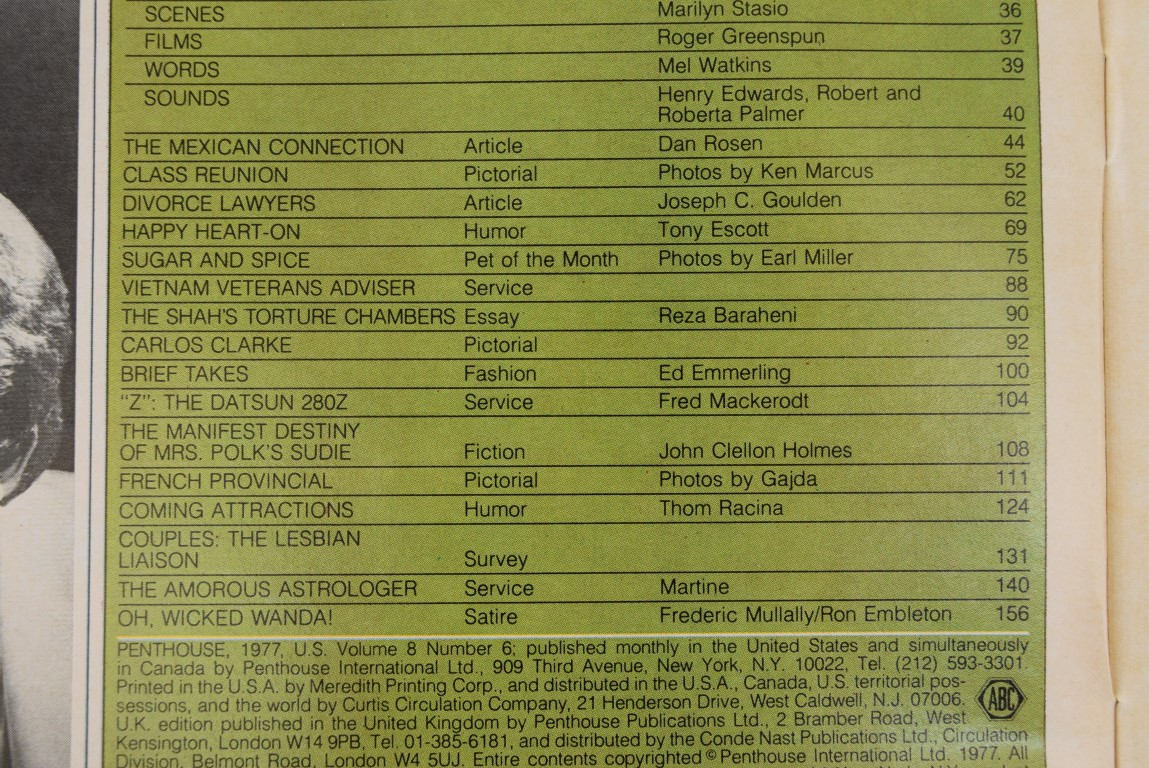 SCENES Marilyn Stasio 36
FILMS Roger Greenspun 37
WORDS Mel Watkins 39
SOUNDS Henry Edwards, Robert and
Roberta Palmer 40
THE MEXICAN CONNECTION Article Dan Rosen 44
CLASS REUNION Pictorial Photos by Ken Marcus 52
DIVORCE LAWYERS Article Joseph C. Goulden 62
HAPPY HEART-ON Humor Tony Escott 69
SUGAR AND SPICE Pet of the Month Photos by Earl Miller 75
VIETNAM VETERANS ADVISER Service 88
THE SHAH'S TORTURE CHAMBERS Essay Reza Baraheni 90
CARLOS CLARKE Pictorial 92
BRIEF TAKES Fashion Ed Emmerling 100
"Z": THE DATSUN 280Z Service Fred Mackerodt 104
THE MANIFEST DESTINY
OF MRS. POLK'S SUDIE Fiction John Clellon Holmes 108
FRENCH PROVINCIAL Pictorial Photos by Gajda 111
COMING ATTRACTIONS Humor Thom Racina 124
COUPLES: THE LESBIAN
LIAISON Survey 131
THE AMOROUS ASTROLOGER Service Martine 140
OH, WICKED WANDA! Satire Frederic Mullally/Ron Embleton 156
PENTHOUSE, 1977, U.S. Volume 8 Number 6; published monthly in the United States and simultaneously
in Canada by Penthouse International Ltd., 909 Third Avenue, New York, N.Y. 10022, Tel. (212) 593-3301.
Printed in the U.S.A. by Meredith Printing Corp., and distributed in the U.S.A., Canada, U.S. territorial pos-
sessions, and the world by Curtis Circulation Company, 21 Henderson Drive, West Caldwell, N.J. 07006.
U.K. edition published in the United Kingdom by Penthouse Publications Ltd., 2 Bramber Road, West
Kensington, London W14 9PB, Tel. 01-385-6181, and distributed by the Conde Nast Publications Ltd., Circulation
Division, Belmont Road, London W4 5UJ. Entire contents copyrighted © Penthouse International Ltd. 1977. All
ABC